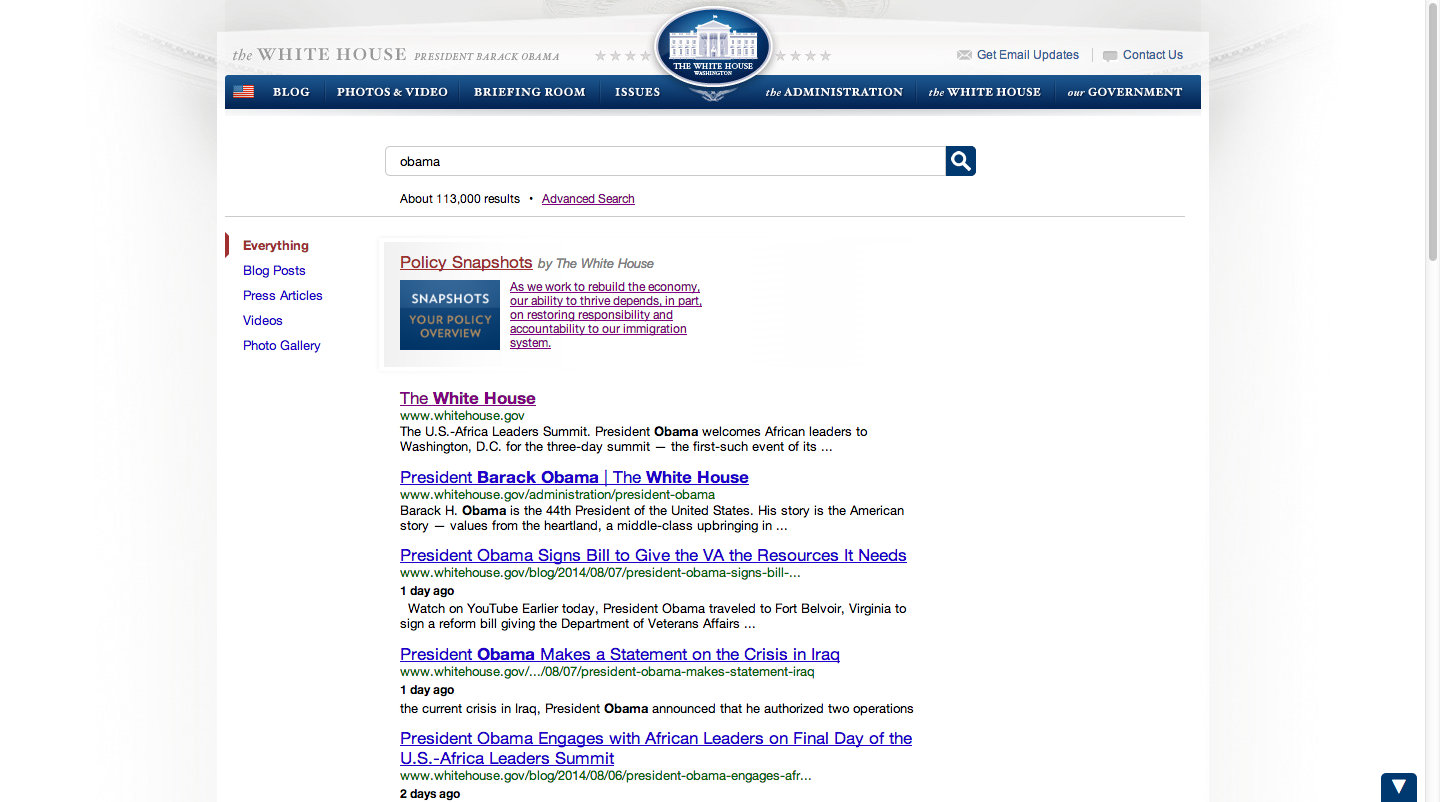 the WHITE HOUSE PRESIDENT BARACK OBAMA
THE WHITE HOUSE
WASHINGTON
Get Email Updates
Contact Us
BLOG
PHOTOS & VIDEO
BRIEFING ROOM
ISSUES
the ADMINISTRATION
the WHITE HOUSE
our GOVERNMENT
obama
About 113,000 results • Advanced Search
Everything
Blog Posts
Press Articles
Videos
Photo Gallery
Policy Snapshots by The White House
SNAPSHOTS
YOUR POLICY
OVERVIEW
As we work to rebuild the economy,
our ability to thrive depends, in part,
on restoring responsibility and
accountability to our immigration
system.
The White House
www.whitehouse.gov
The U.S.-Africa Leaders Summit. President Obama welcomes African leaders to
Washington, D.C. for the three-day summit — the first-such event of its ...
President Barack Obama | The White House
www.whitehouse.gov/administration/president-obama
Barack H. Obama is the 44th President of the United States. His story is the American
story — values from the heartland, a middle-class upbringing in ...
President Obama Signs Bill to Give the VA the Resources It Needs
www.whitehouse.gov/blog/2014/08/07/president-obama-signs-bill-...
1 day ago
Watch on YouTube Earlier today, President Obama traveled to Fort Belvoir, Virginia to
sign a reform bill giving the Department of Veterans Affairs ...
President Obama Makes a Statement on the Crisis in Iraq
www.whitehouse.gov/.../08/07/president-obama-makes-statement-iraq
1 day ago
the current crisis in Iraq, President Obama announced that he authorized two operations
President Obama Engages with African Leaders on Final Day of the
U.S.-Africa Leaders Summit
www.whitehouse.gov/blog/2014/08/06/president-obama-engages-afr...
2 days ago